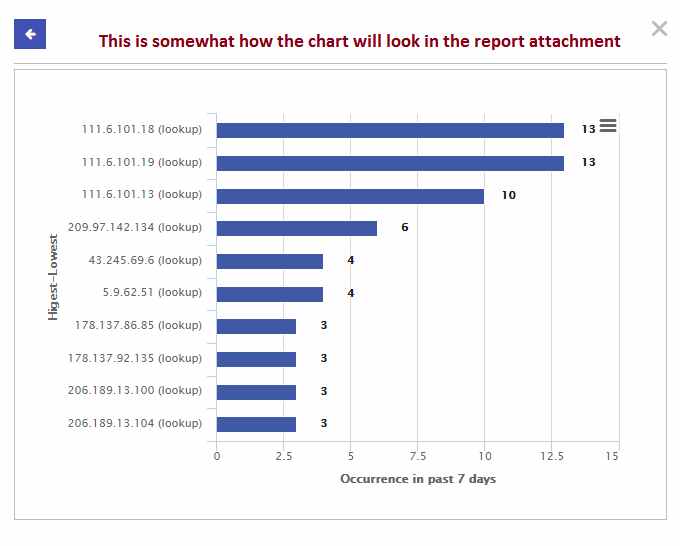 This is somewhat how the chart will look in the report attachment
111.6.101.18 (lookup) 13
111.6.101.19 (lookup) 13
111.6.101.13 (lookup) 10
209.97.142.134 (lookup) 6
43.245.69.6 (lookup) 4
5.9.62.51 (lookup) 4
178.137.86.85 (lookup) 3
178.137.92.135 (lookup) 3
206.189.13.100 (lookup) 3
206.189.13.104 (lookup) 3
Higest-Lowest
0 2.5 5 7.5 10 12.5 15
Occurrence in past 7 days